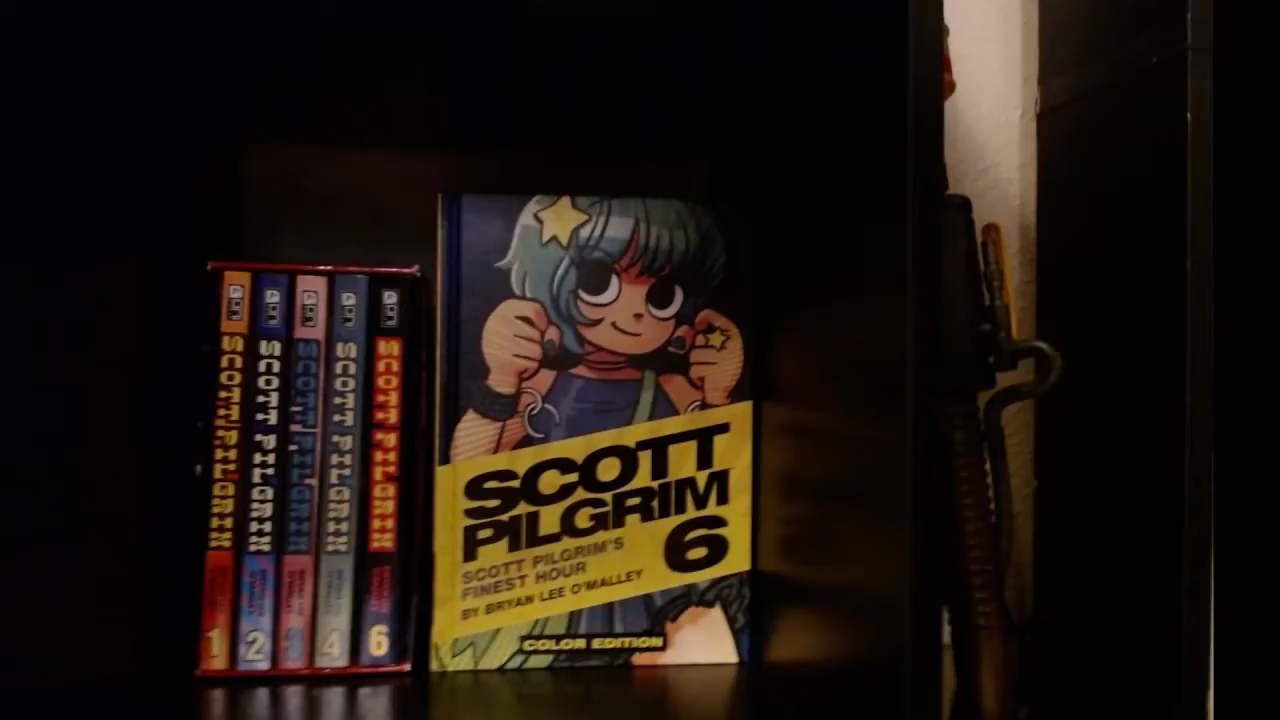 SCOTT PILGRIM
1
SCOTT PILGRIM
2
SCOTT PILGRIM
3
SCOTT PILGRIM
4
SCOTT PILGRIM
6
SCOTT
PILGRIM
6
SCOTT PILGRIM'S
FINEST HOUR
BY BRYAN LEE O'MALLEY
COLOR EDITION